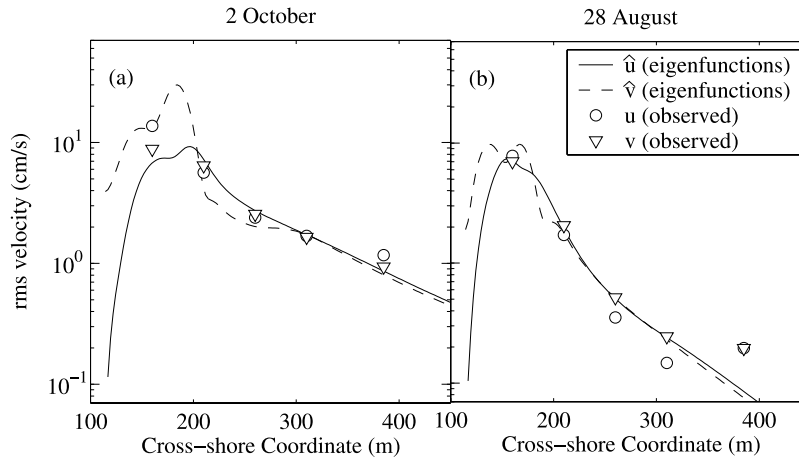 2 October
28 August
(a)
(b)
û (eigenfunctions)
v̂ (eigenfunctions)
u (observed)
v (observed)
rms velocity (cm/s)
10¹
10⁰
10⁻¹
100 200 300 400
100 200 300 400
Cross−shore Coordinate (m)
Cross−shore Coordinate (m)